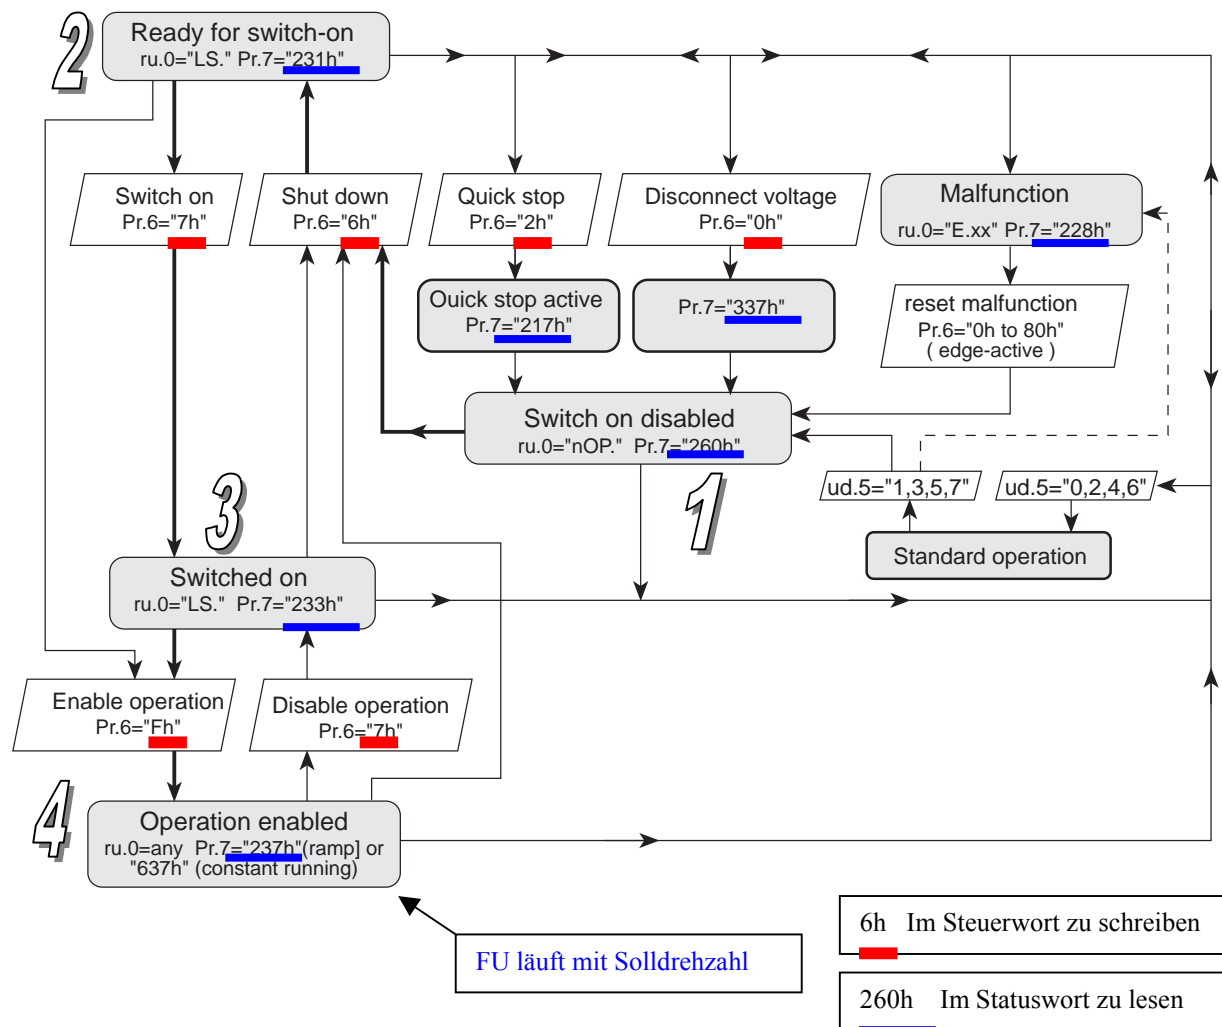 2
Ready for switch-on
ru.0="LS." Pr.7="231h"
Switch on
Pr.6="7h"
Shut down
Pr.6="6h"
Quick stop
Pr.6="2h"
Disconnect voltage
Pr.6="0h"
Malfunction
ru.0="E.xx" Pr.7="228h"
Ouick stop active
Pr.7="217h"
Pr.7="337h"
reset malfunction
Pr.6="0h to 80h"
( edge-active )
Switch on disabled
ru.0="nOP." Pr.7="260h"
1
ud.5="1,3,5,7"
ud.5="0,2,4,6"
Standard operation
3
Switched on
ru.0="LS." Pr.7="233h"
Enable operation
Pr.6="Fh"
Disable operation
Pr.6="7h"
4
Operation enabled
ru.0=any Pr.7="237h"(ramp] or
"637h" (constant running)
FU läuft mit Solldrehzahl
6h Im Steuerwort zu schreiben
260h Im Statuswort zu lesen